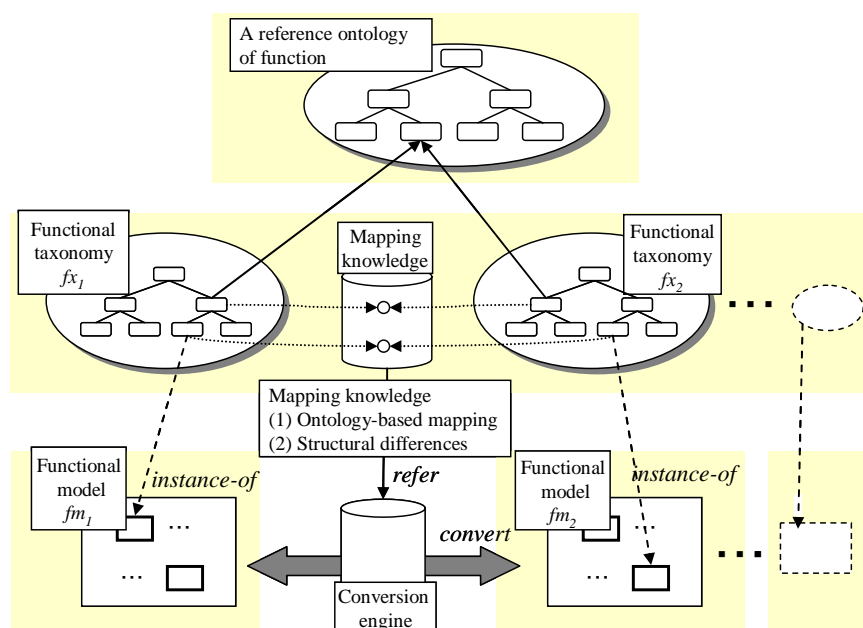 A reference ontology
of function
Functional
taxonomy
fx1
Mapping
knowledge
Functional
taxonomy
fx2
...
Mapping knowledge
(1) Ontology-based mapping
(2) Structural differences
Functional
model
fm1
instance-of
...
...
refer
convert
Conversion
engine
Functional
model
fm2
instance-of
...
...
...